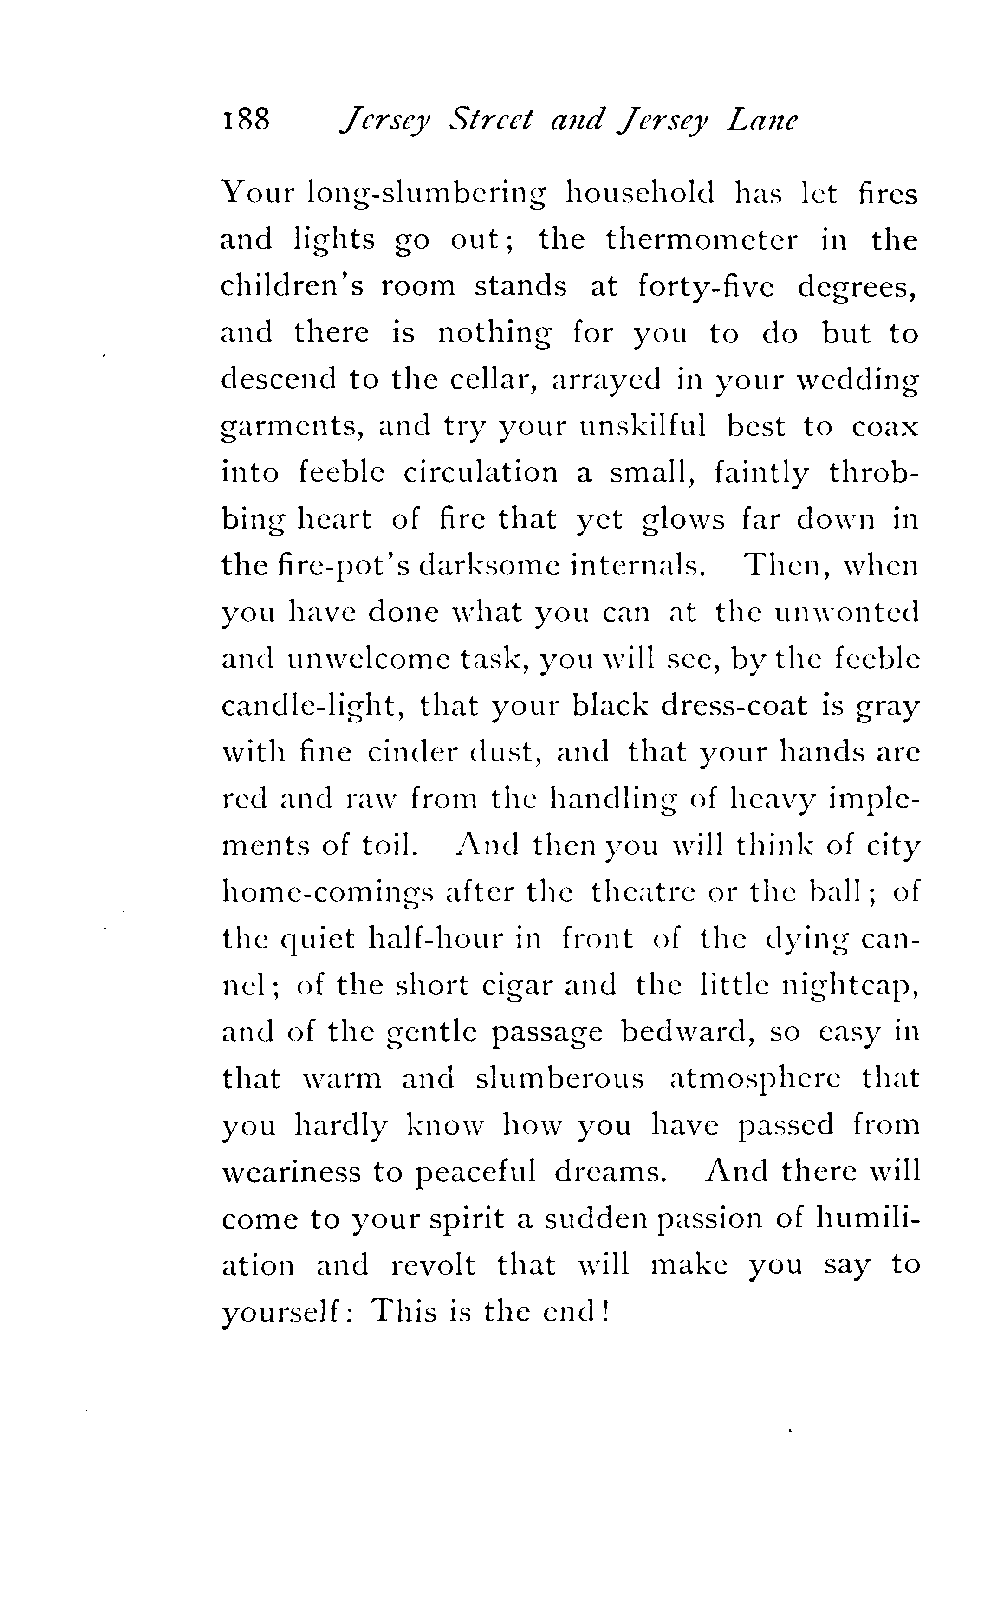 188 Jersey Street and Jersey Lane
Your long-slumbering household has let fires
and lights go out; the thermometer in the
children's room stands at forty-five degrees,
and there is nothing for you to do but to
descend to the cellar, arrayed in your wedding
garments, and try your unskilful best to coax
into feeble circulation a small, faintly throb-
bing heart of fire that yet glows far down in
the fire-pot's darksome internals. Then, when
you have done what you can at the unwonted
and unwelcome task, you will see, by the feeble
candle-light, that your black dress-coat is gray
with fine cinder dust, and that your hands are
red and raw from the handling of heavy imple-
ments of toil. And then you will think of city
home-comings after the theatre or the ball; of
the quiet half-hour in front of the dying can-
nel; of the short cigar and the little nightcap,
and of the gentle passage bedward, so easy in
that warm and slumberous atmosphere that
you hardly know how you have passed from
weariness to peaceful dreams. And there will
come to your spirit a sudden passion of humili-
ation and revolt that will make you say to
yourself: This is the end!